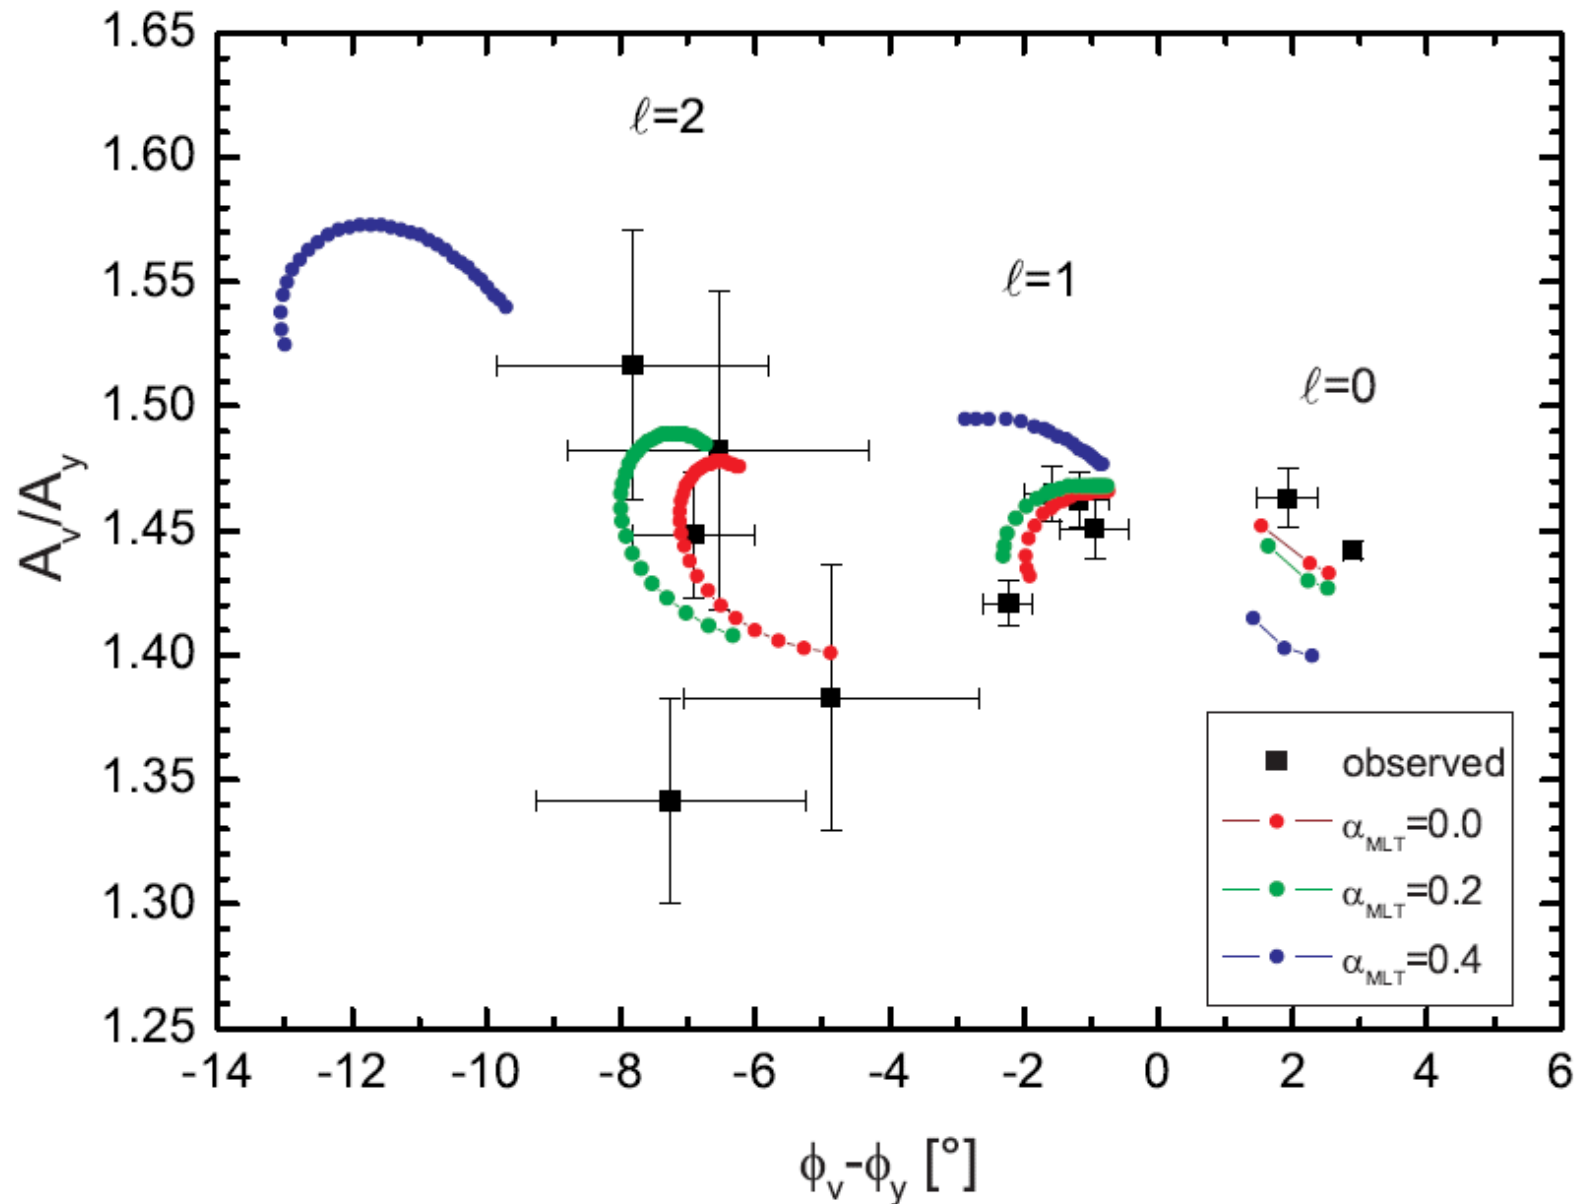 1.65
1.60
1.55
1.50
1.45
1.40
1.35
1.30
1.25
A_v/A_y
ℓ=2
ℓ=1
ℓ=0
observed
α_MLT=0.0
α_MLT=0.2
α_MLT=0.4
-14 -12 -10 -8 -6 -4 -2 0 2 4 6
ϕ_v-ϕ_y [°]